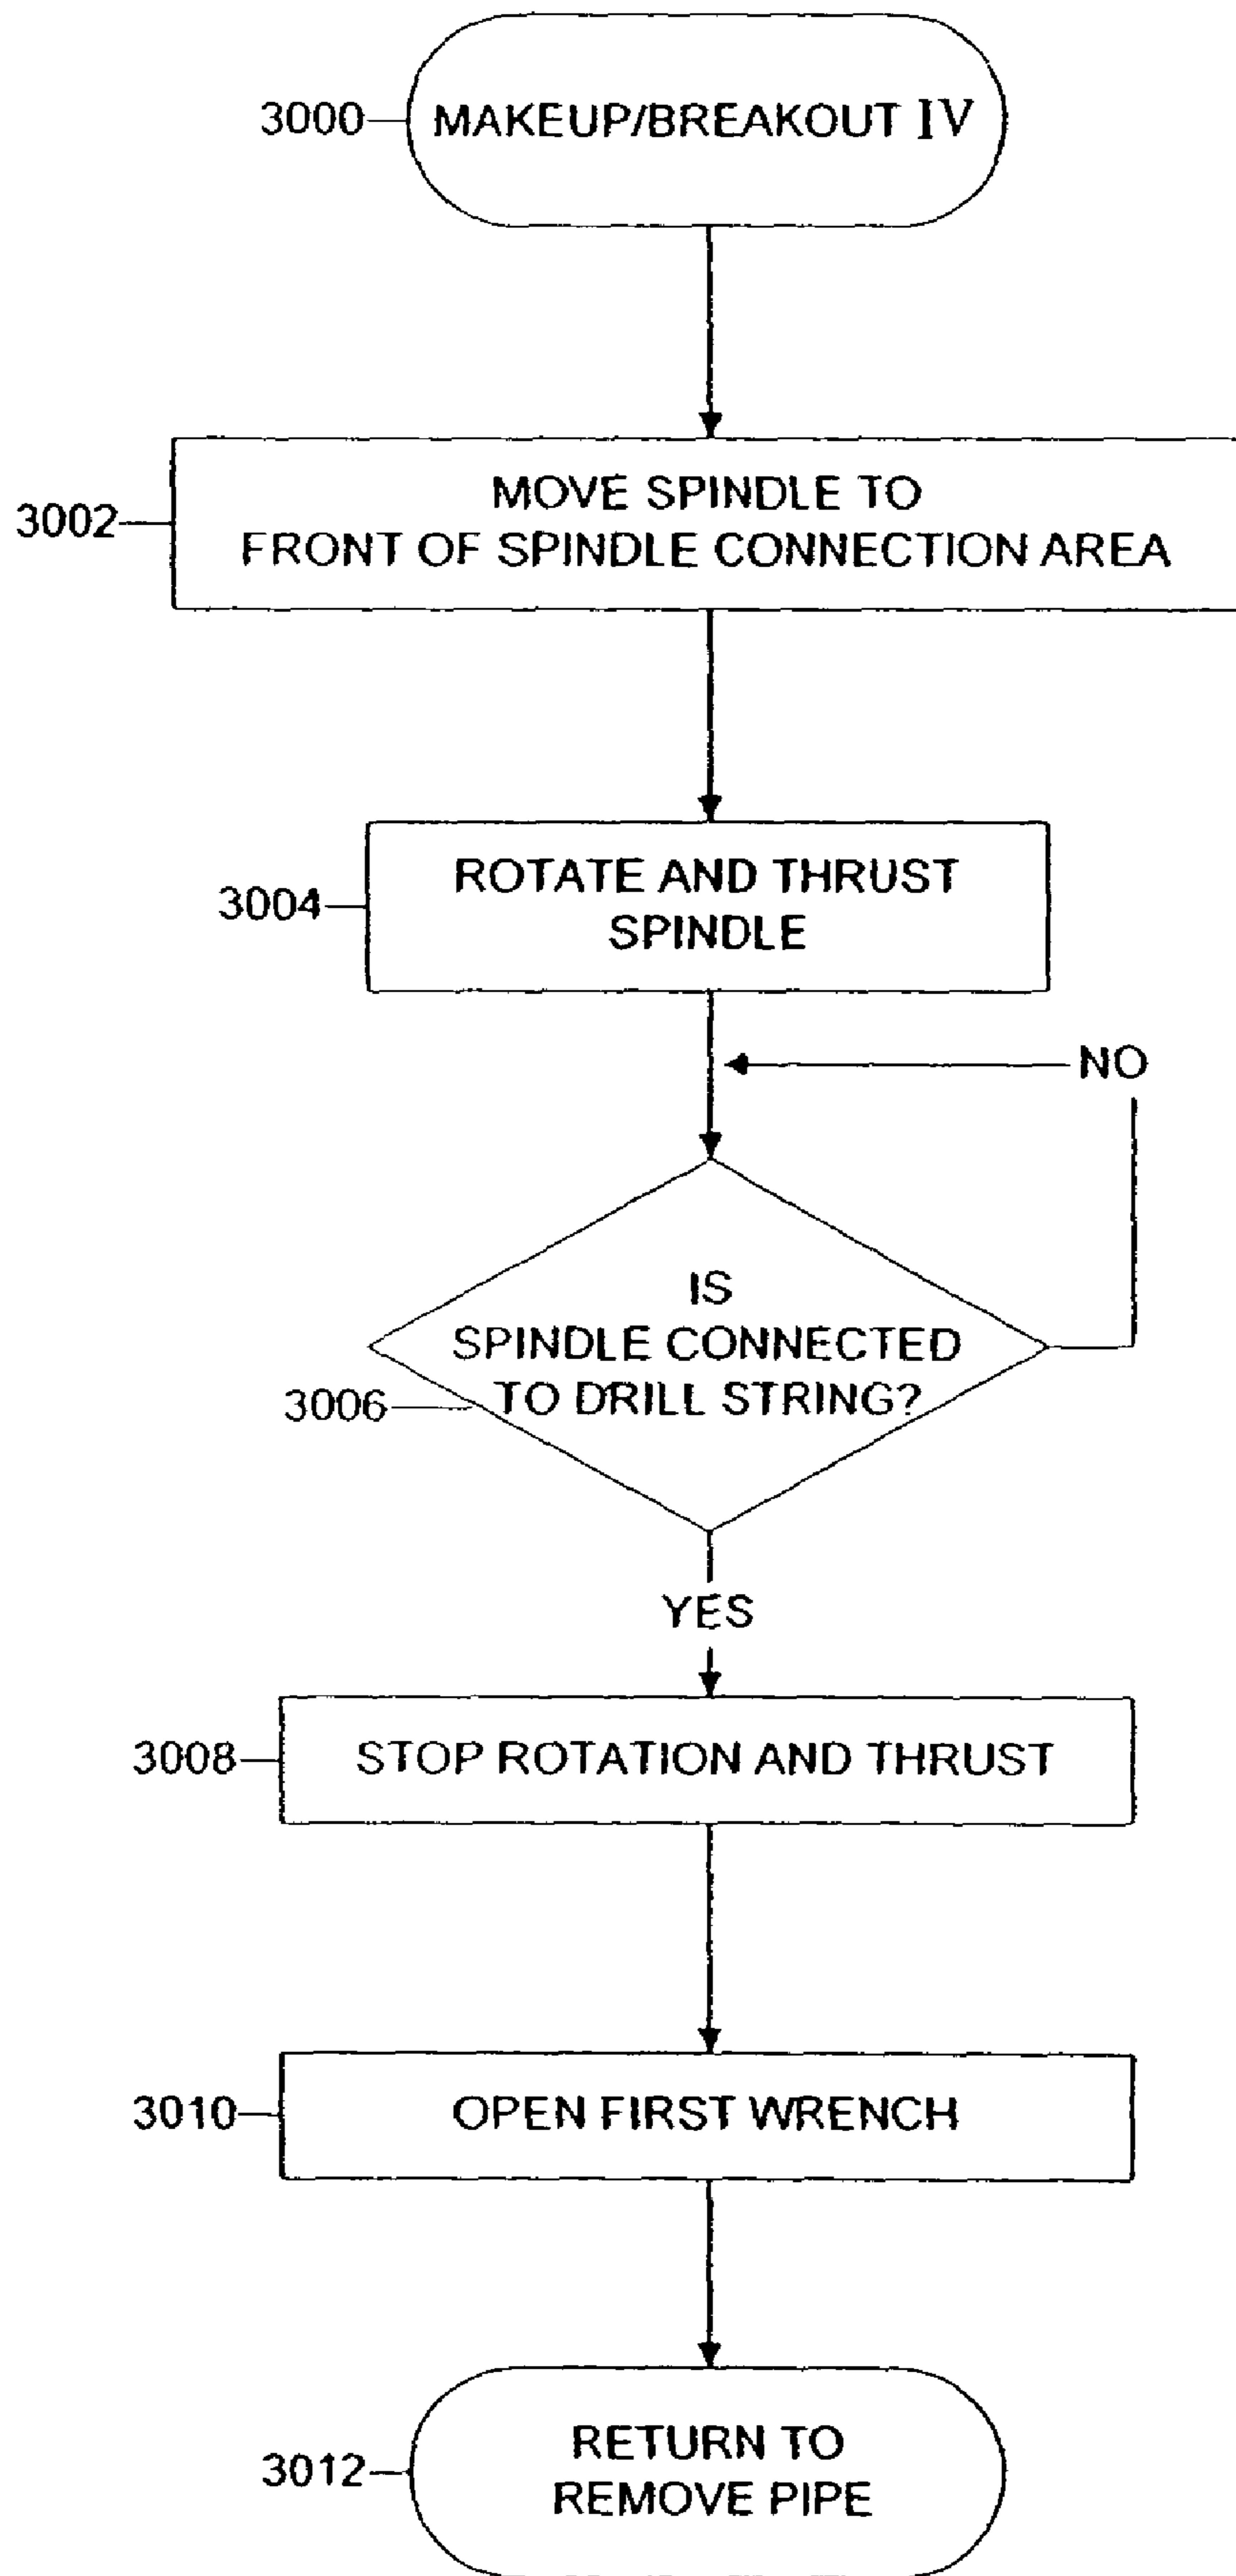 3000
MAKEUP/BREAKOUT IV
3002
MOVE SPINDLE TO
FRONT OF SPINDLE CONNECTION AREA
3004
ROTATE AND THRUST
SPINDLE
NO
IS
SPINDLE CONNECTED
TO DRILL STRING?
3006
YES
3008
STOP ROTATION AND THRUST
3010
OPEN FIRST WRENCH
3012
RETURN TO
REMOVE PIPE